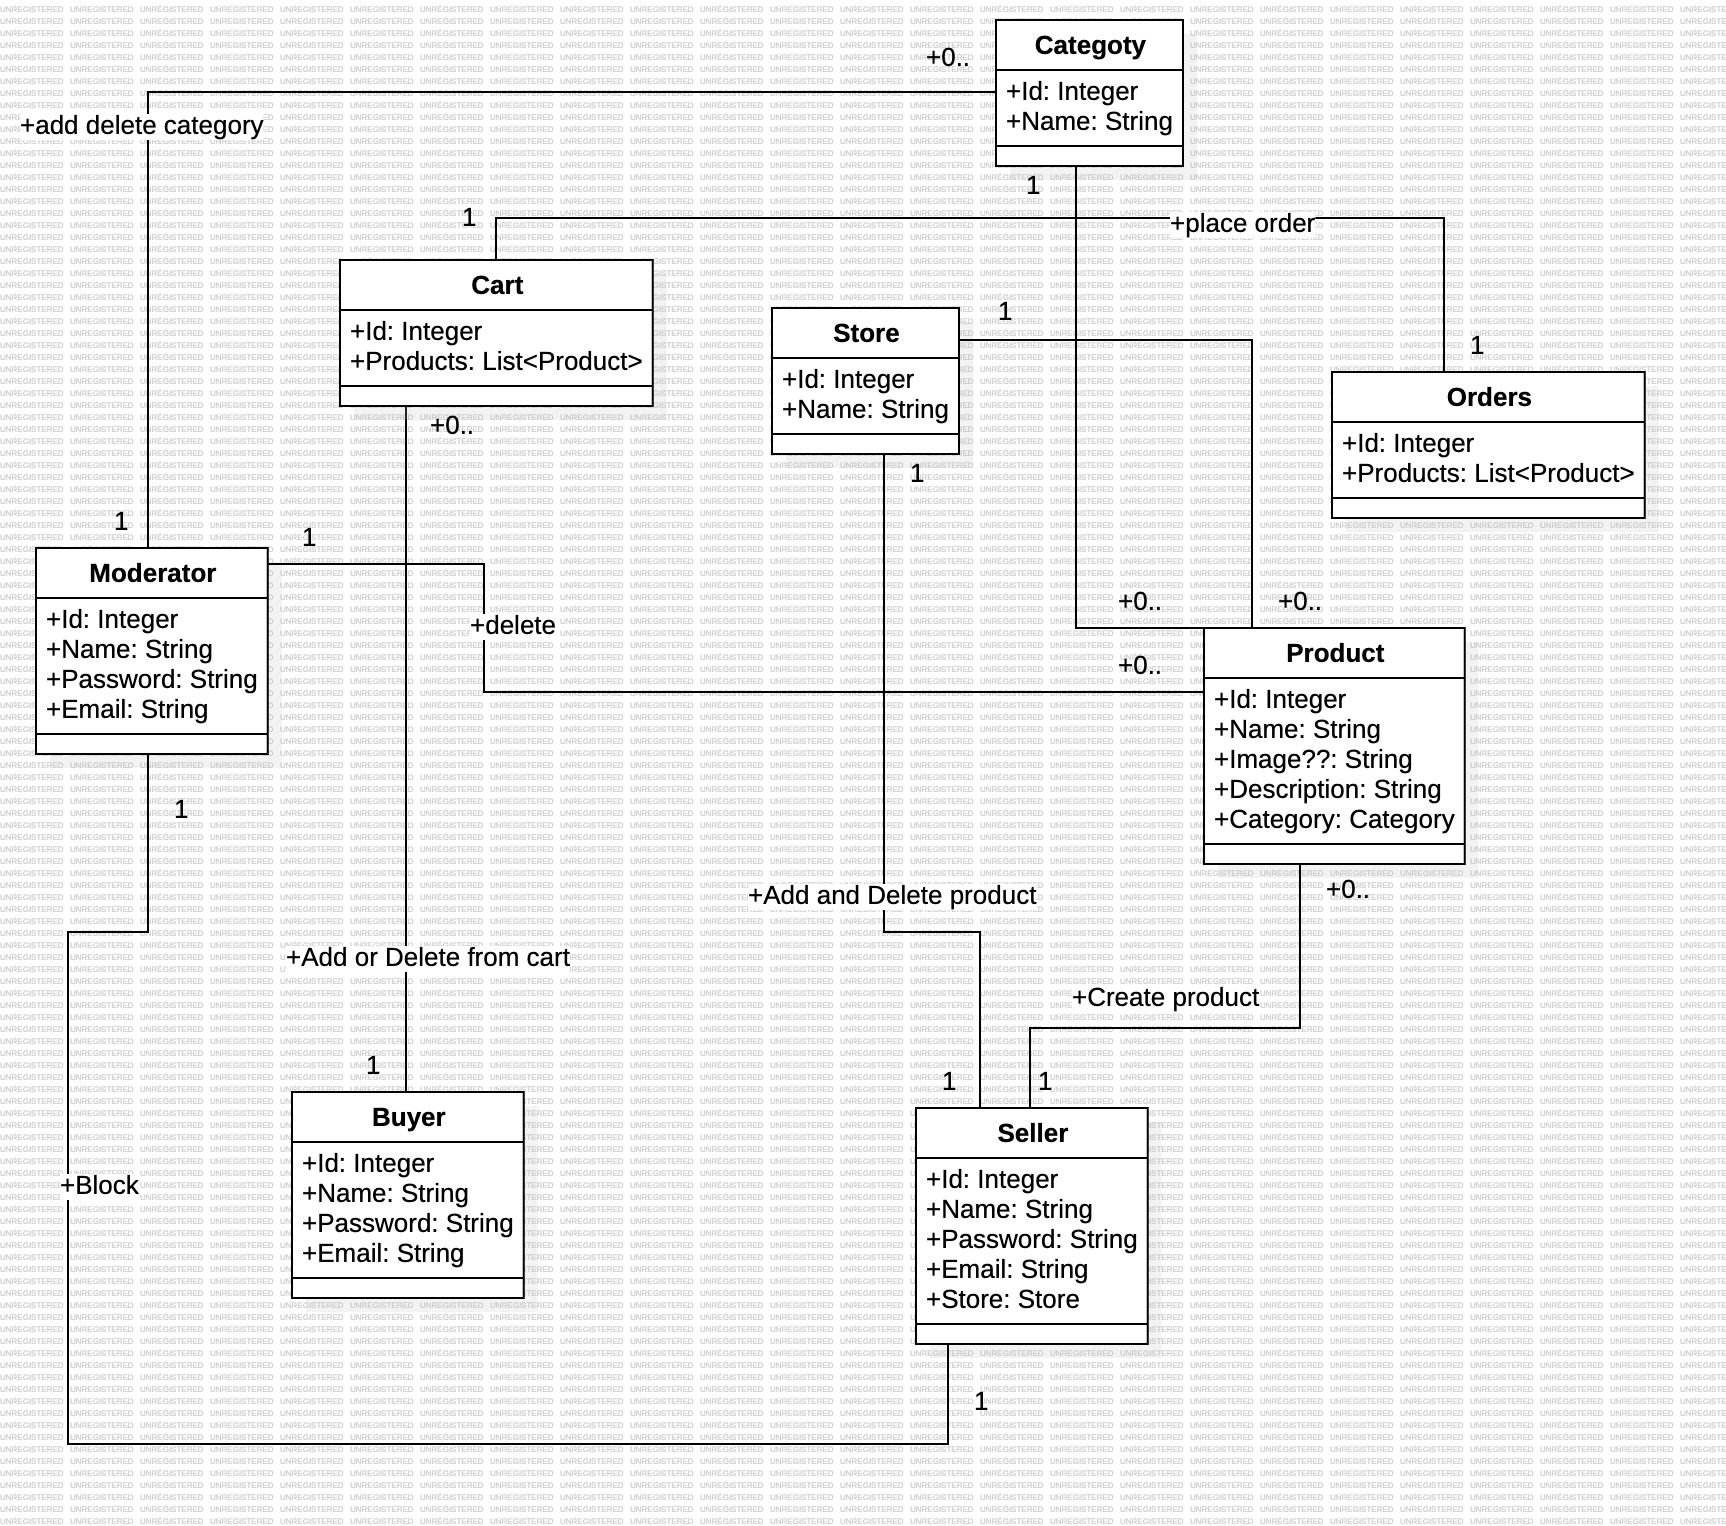 Categoty
+0..
+Id: Integer
+Name: String
+add delete category
1
1
+place order
Cart
+Id: Integer
+Products: List<Product>
+0..
1
Store
+Id: Integer
+Name: String
1
1
Orders
+Id: Integer
+Products: List<Product>
1
1
Moderator
+Id: Integer
+Name: String
+Password: String
+Email: String
1
+delete
+0..
+0..
+0..
Product
+Id: Integer
+Name: String
+Image??: String
+Description: String
+Category: Category
+0..
+Add and Delete product
+Add or Delete from cart
+Create product
1
1
1
Buyer
+Id: Integer
+Name: String
+Password: String
+Email: String
Seller
+Id: Integer
+Name: String
+Password: String
+Email: String
+Store: Store
+Block
1
UNREGISTERED